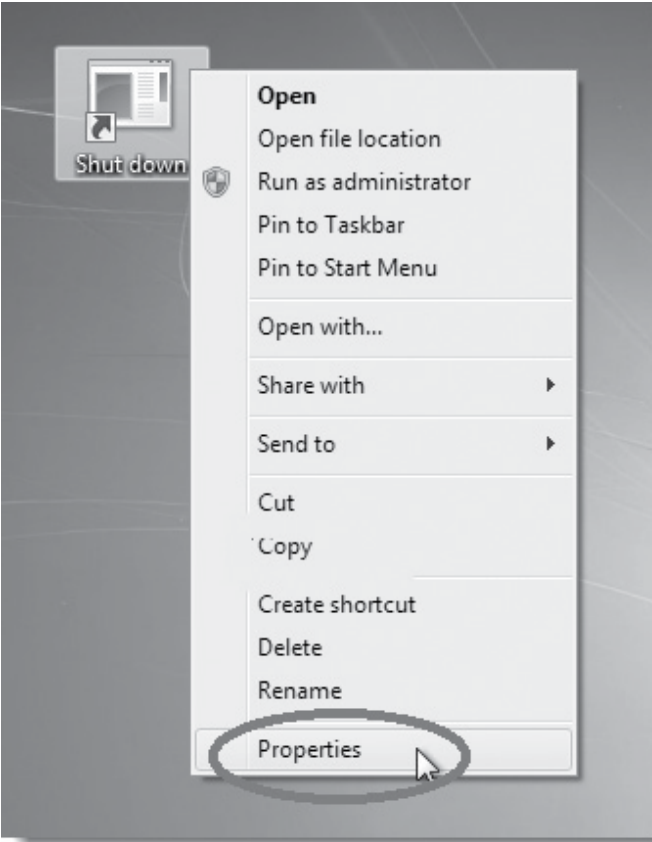 Shut down
Open
Open file location
Run as administrator
Pin to Taskbar
Pin to Start Menu
Open with...
Share with
Send to
Cut
Copy
Create shortcut
Delete
Rename
Properties